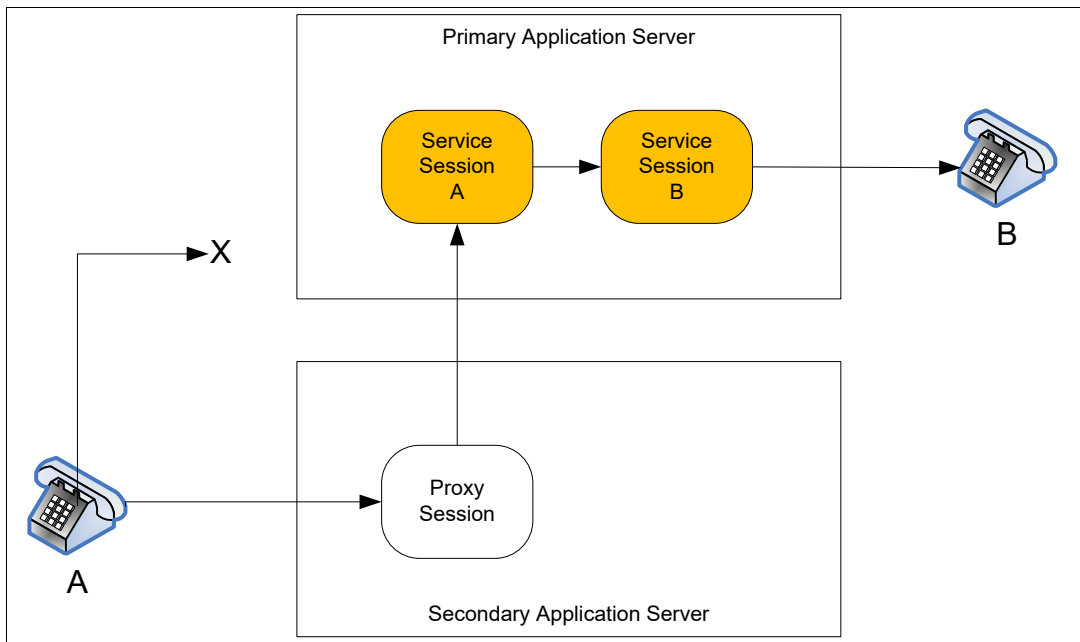 Primary Application Server
Service
Session
A
Service
Session
B
B
X
Proxy
Session
A
Secondary Application Server